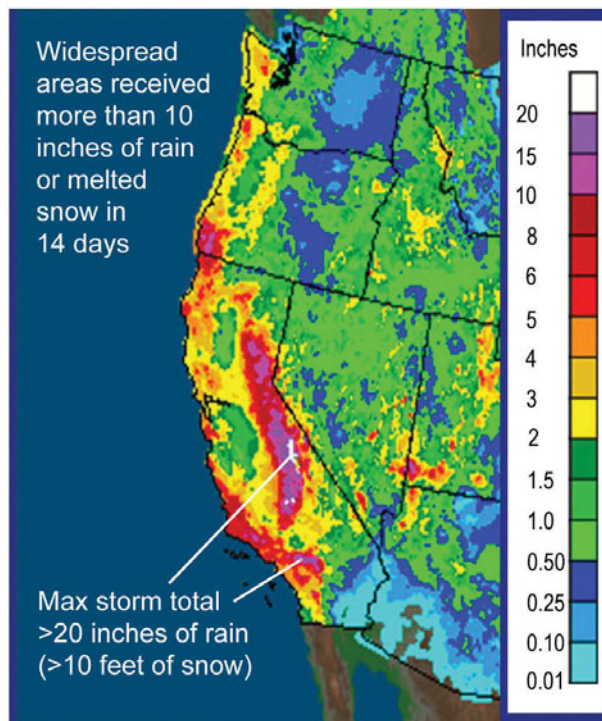 Widespread
areas received
more than 10
inches of rain
or melted
snow in
14 days
Max storm total
>20 inches of rain
(>10 feet of snow)
Inches
20
15
10
8
6
5
4
3
2
1.5
1.0
0.50
0.25
0.10
0.01